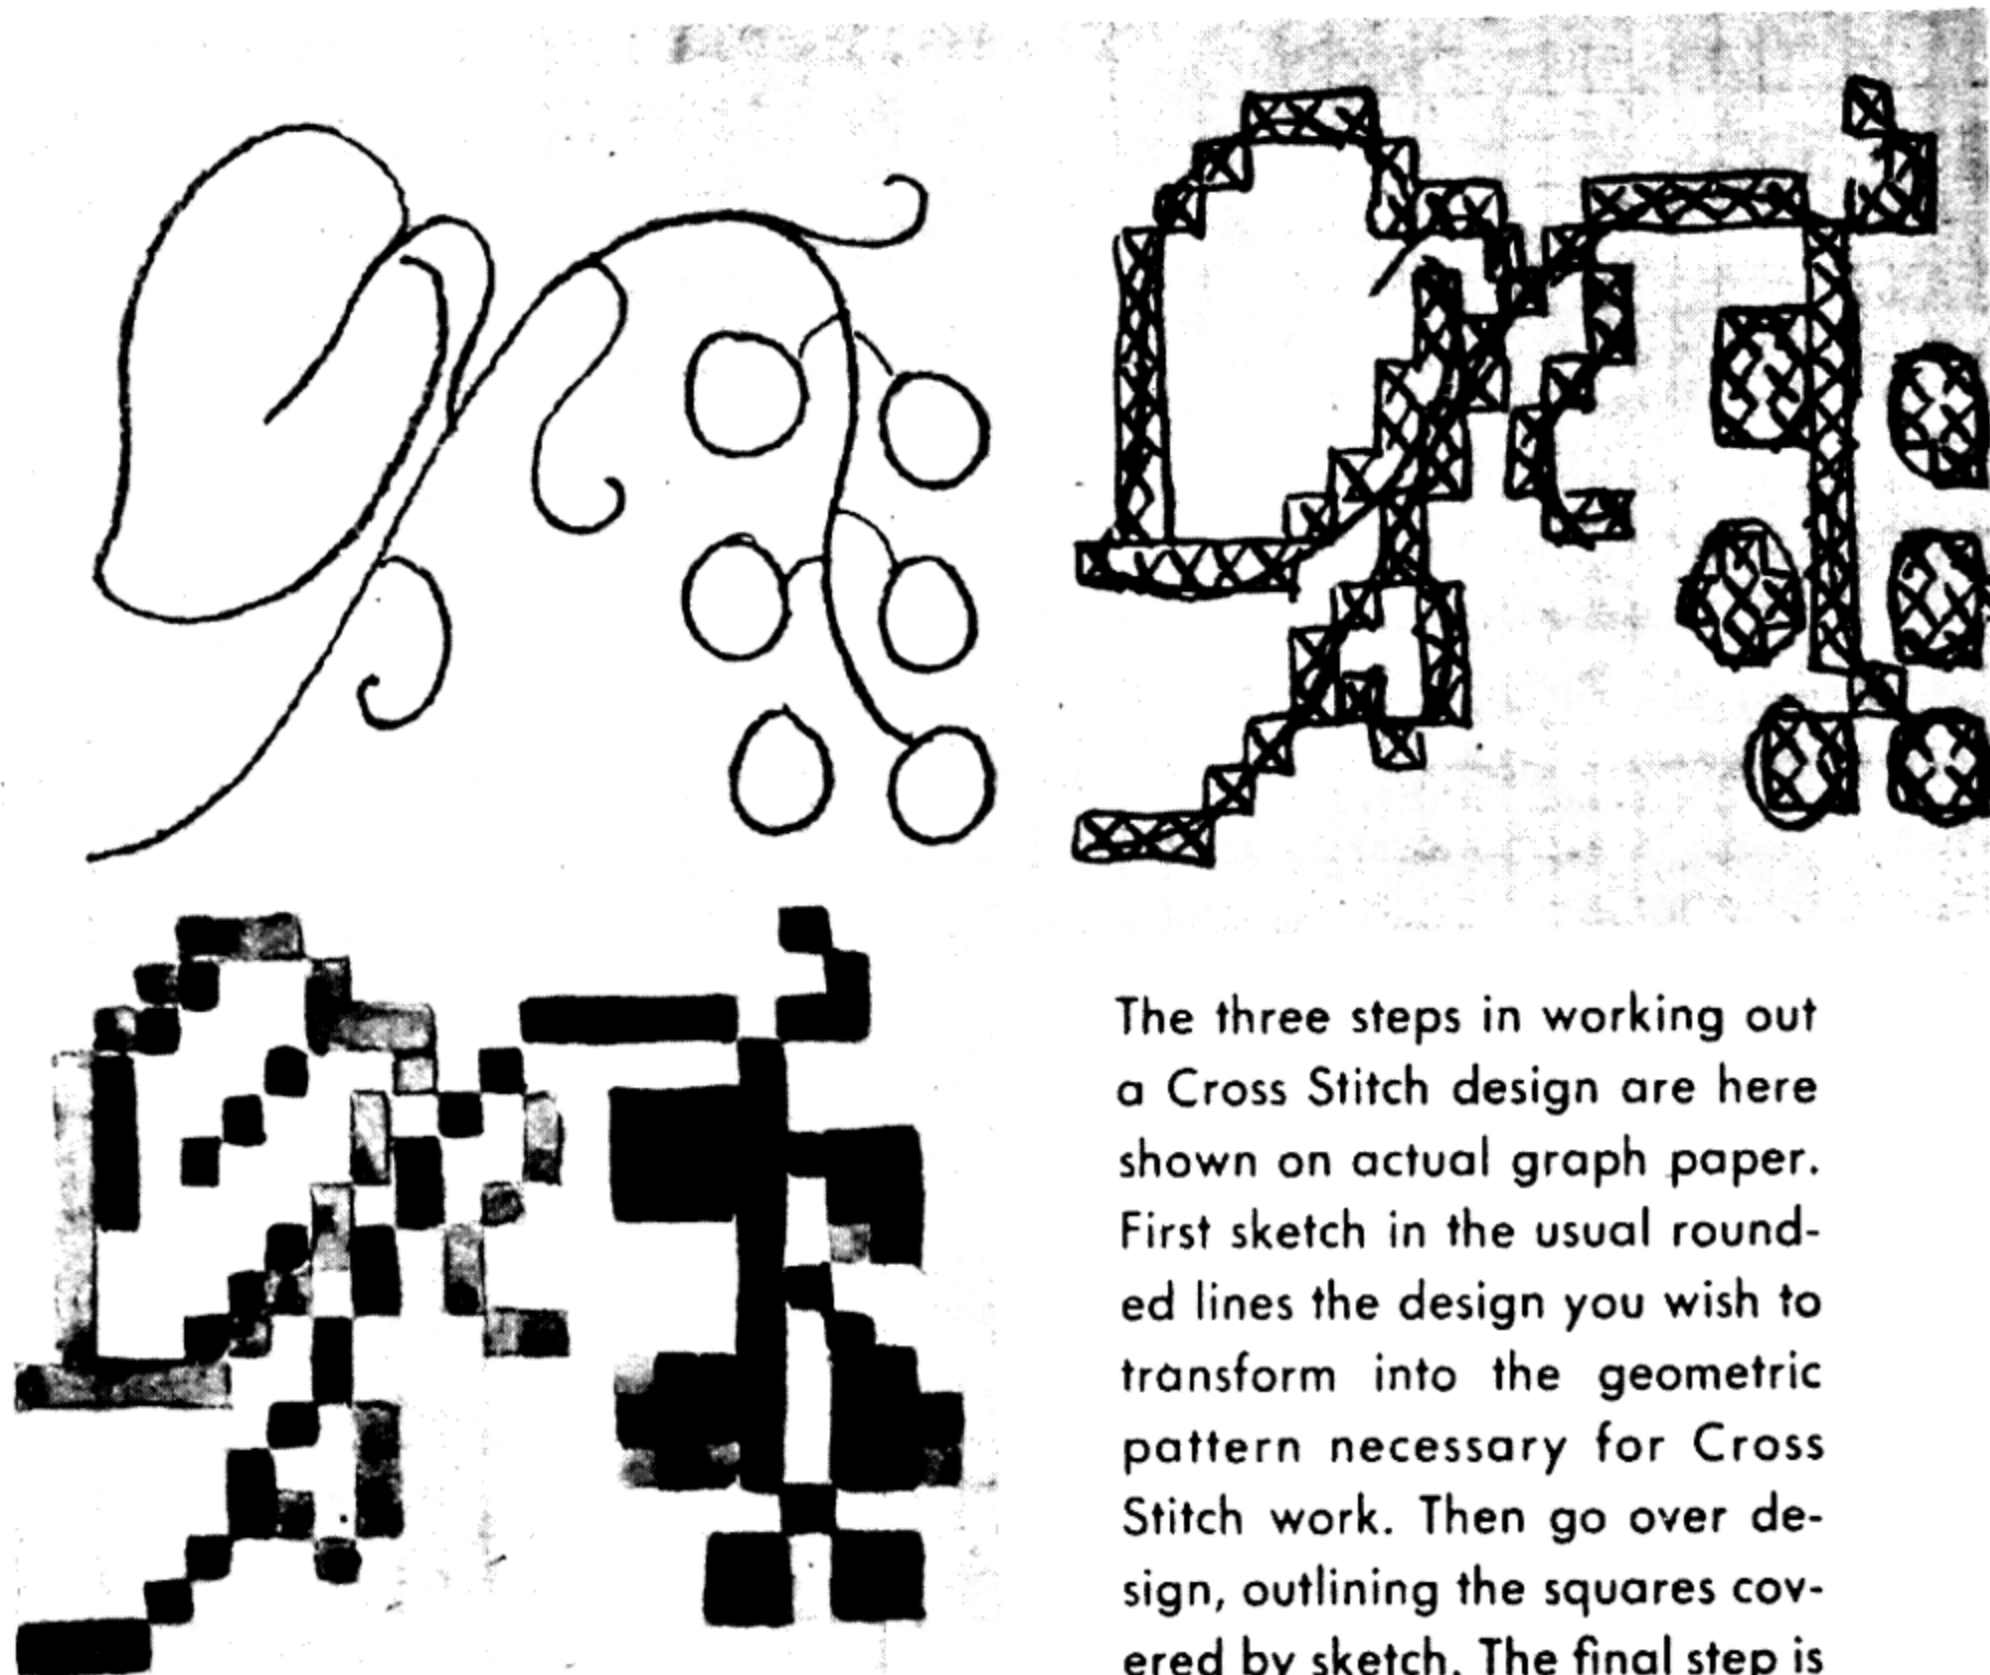 The three steps in working out
a Cross Stitch design are here
shown on actual graph paper.
First sketch in the usual round-
ed lines the design you wish to
transform into the geometric
pattern necessary for Cross
Stitch work. Then go over de-
sign, outlining the squares cov-
ered by sketch. The final step is